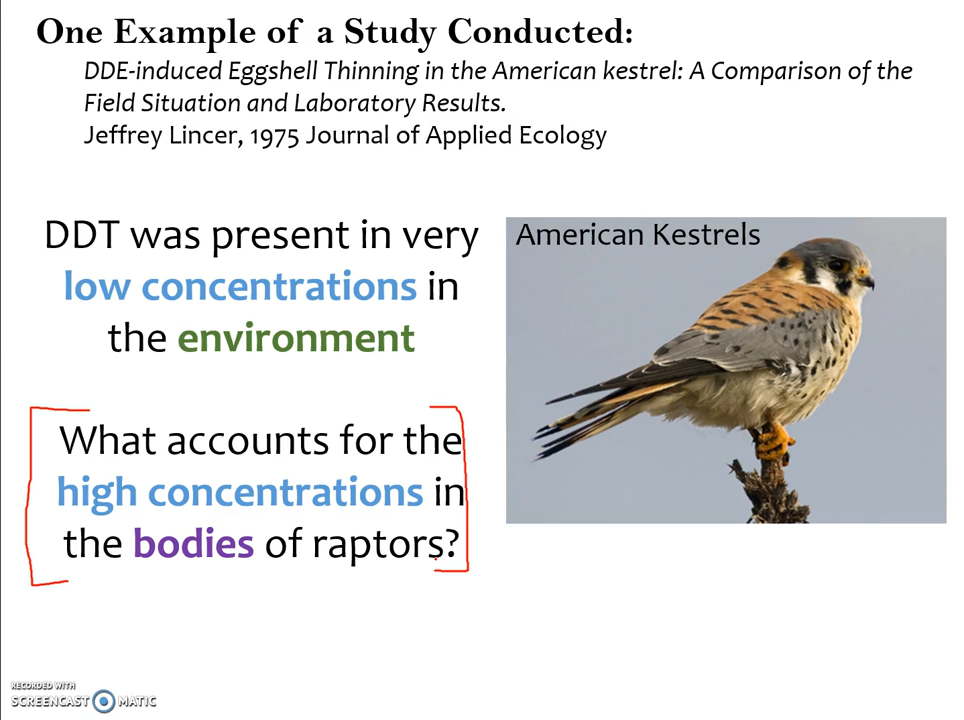 One Example of a Study Conducted:
DDE-induced Eggshell Thinning in the American kestrel: A Comparison of the
Field Situation and Laboratory Results.
Jeffrey Lincer, 1975 Journal of Applied Ecology
DDT was present in very
low concentrations in
the environment
American Kestrels
What accounts for the
high concentrations in
the bodies of raptors?
RECORDED WITH
SCREENCAST MATIC